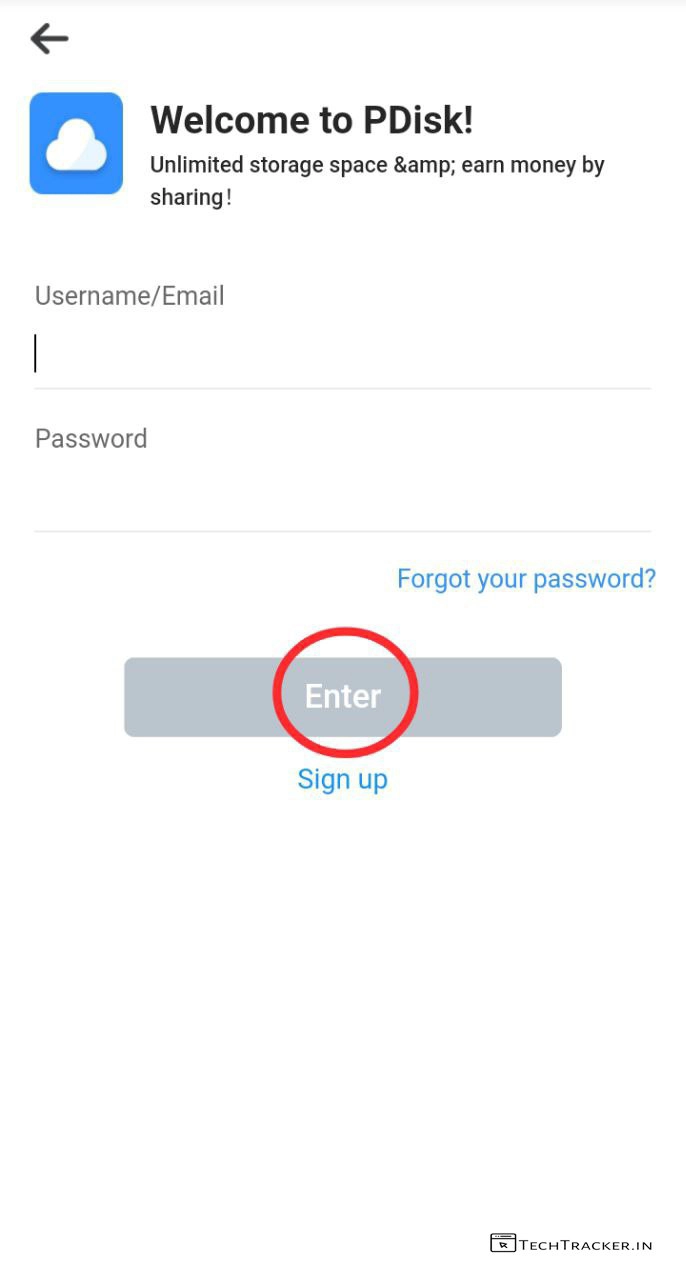 Welcome to PDisk!
Unlimited storage space &amp; earn money by
sharing!
Username/Email
Password
Forgot your password?
Enter
Sign up
TECHTRACKER.IN